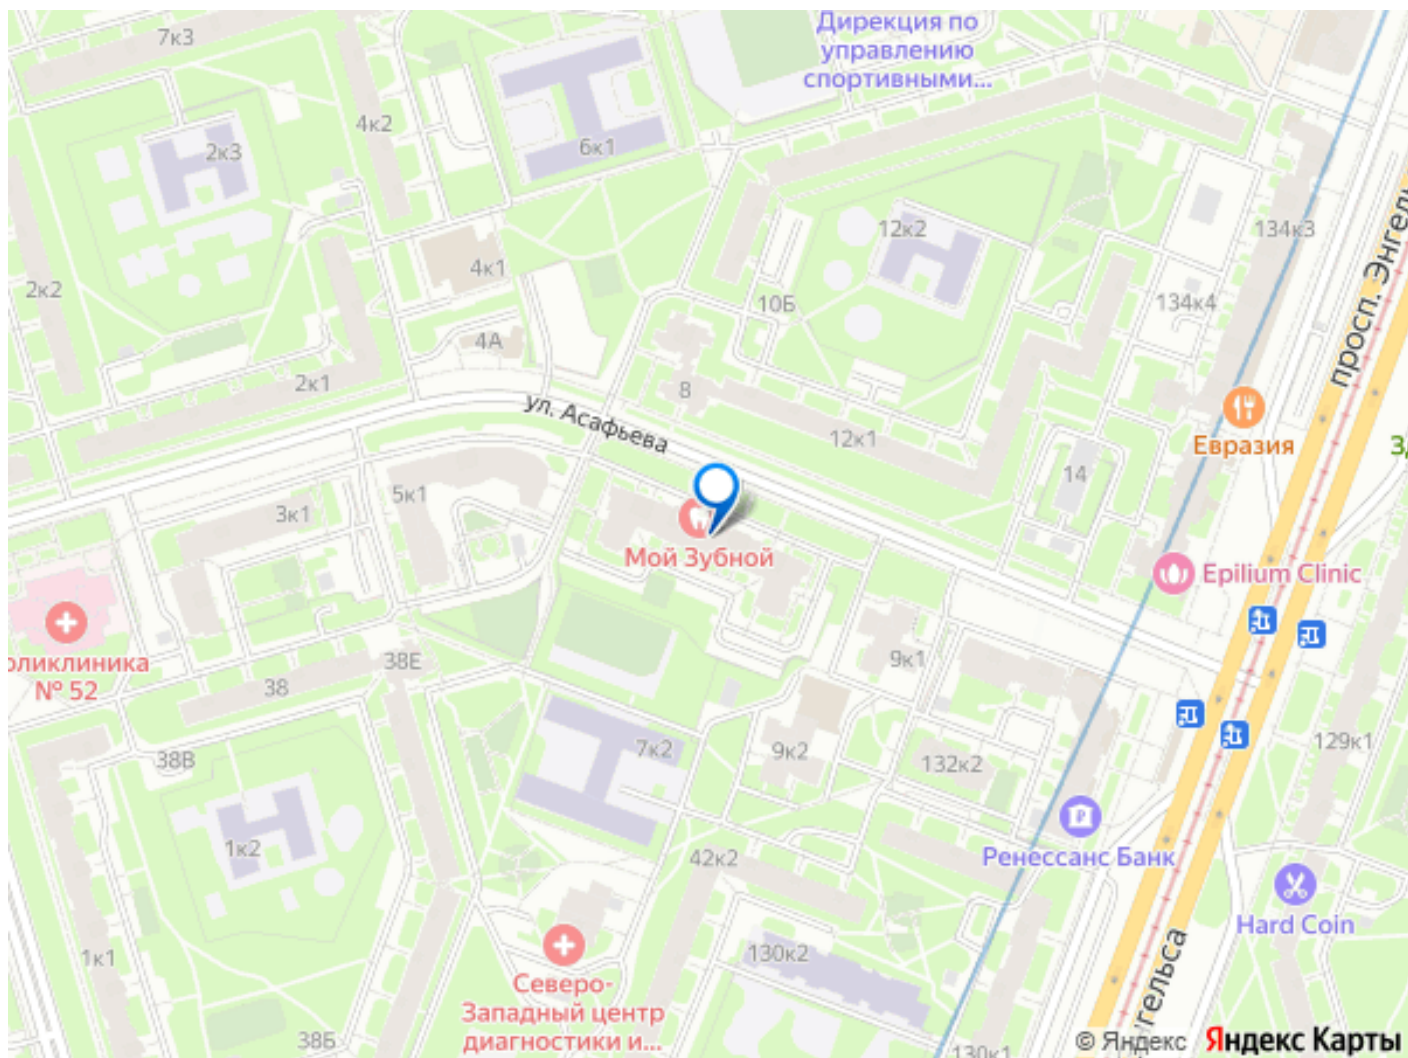 7к3
Дирекция по
управлению
спортивными...
4к2
2к3
6к1
12к2
134к3
просп. Энгель
4к1
2к2
10Б
134к4
4А
2к1
8
ул. Асафьева
12к1
Евразия
14
5к1
3к1
Мой Зубной
Epilium Clinic
оликлиника
№ 52
38Е
38
9к1
7к2
9к2
132к2
129к1
38В
1к2
42к2
Ренессанс Банк
Hard Coin
1к1
130к2
Северо-
Западный центр
диагностики и...
38Б
130к1
нгельса
© Яндекс Яндекс Карты